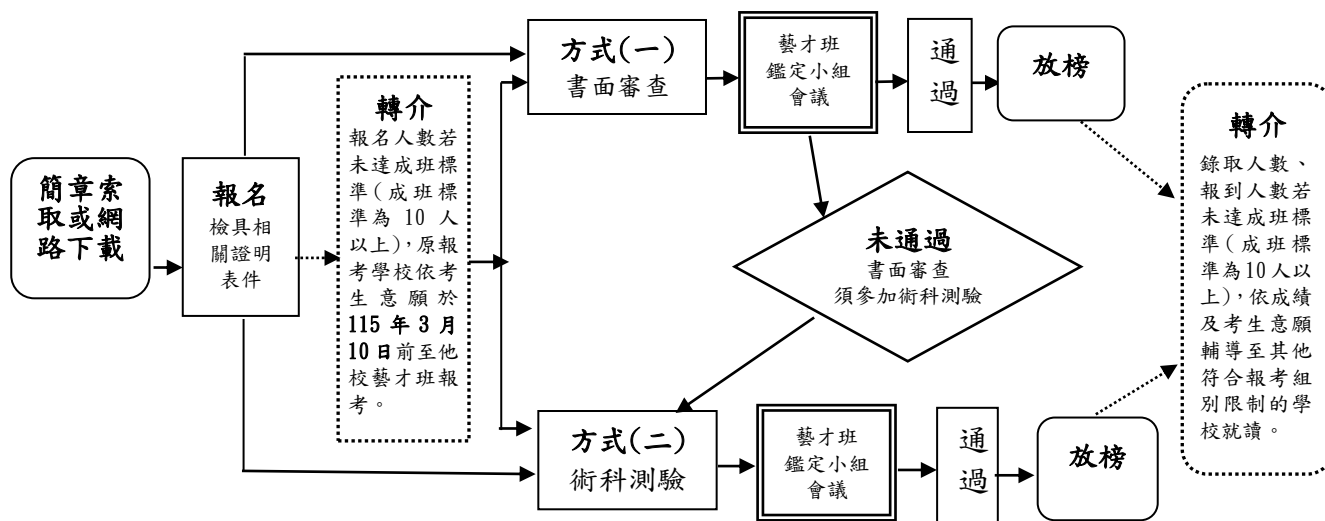 簡章索
取或網
路下載
報名
檢具相
關證明
表件
轉介
報名人數若
未達成班標
準(成班標
準為 10 人
以上),原報
考學校依考
生意願於
115 年 3 月
10 日前至他
校藝才班報
考。
方式(一)
書面審查
藝才班
鑑定小組
會議
通
過
放榜
未通過
書面審查
須參加術科測驗
方式(二)
術科測驗
藝才班
鑑定小組
會議
通
過
放榜
轉介
錄取人數、
報到人數若
未達成班標
準(成班標
準為10人以
上),依成績
及考生意願
輔導至其他
符合報考組
別限制的學
校就讀。